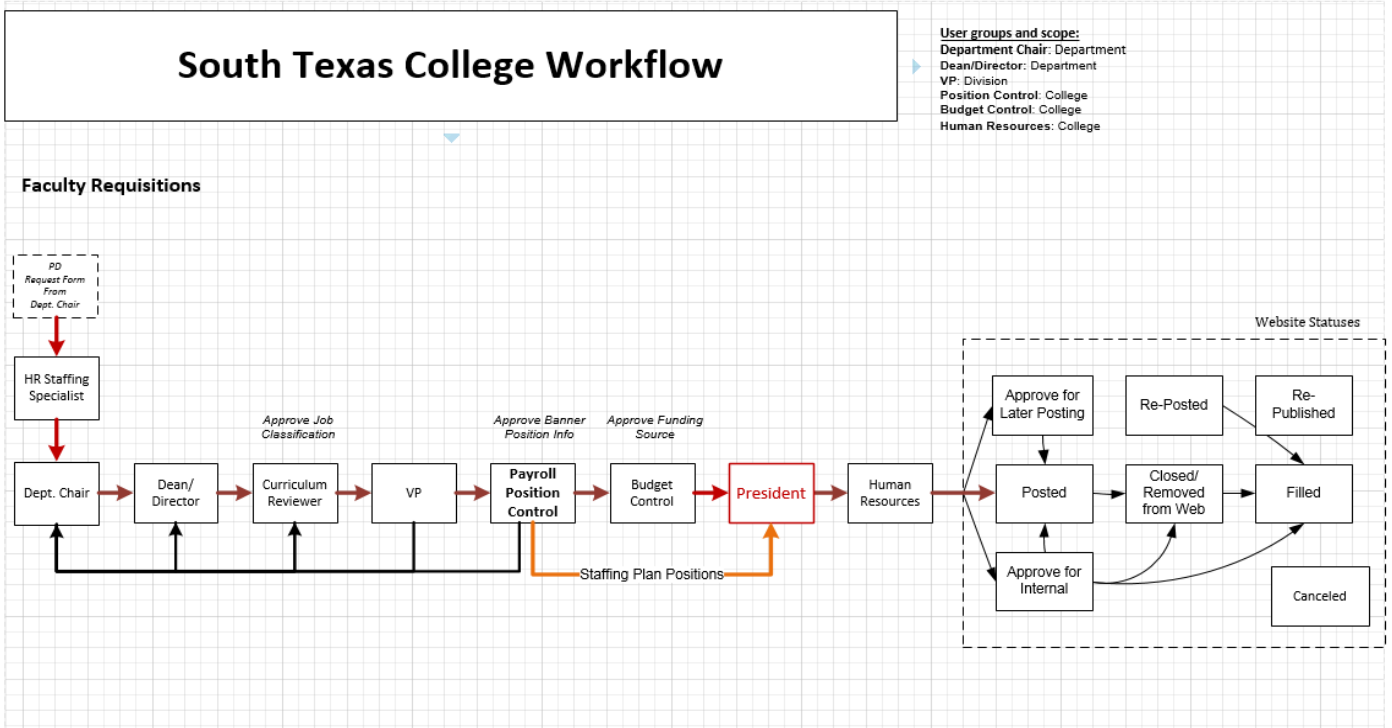 South Texas College Workflow
User groups and scope:
Department Chair: Department
Dean/Director: Department
VP: Division
Position Control: College
Budget Control: College
Human Resources: College
Faculty Requisitions
PD
Request Form
From
Dept. Chair
HR Staffing
Specialist
Dept. Chair
Dean/
Director
Approve Job
Classification
Curriculum
Reviewer
VP
Approve Banner
Position Info
Payroll
Position
Control
Approve Funding
Source
Budget
Control
President
Staffing Plan Positions
Human
Resources
Website Statuses
Approve for
Later Posting
Re-Posted
Re-
Published
Posted
Closed/
Removed
from Web
Filled
Approve for
Internal
Canceled